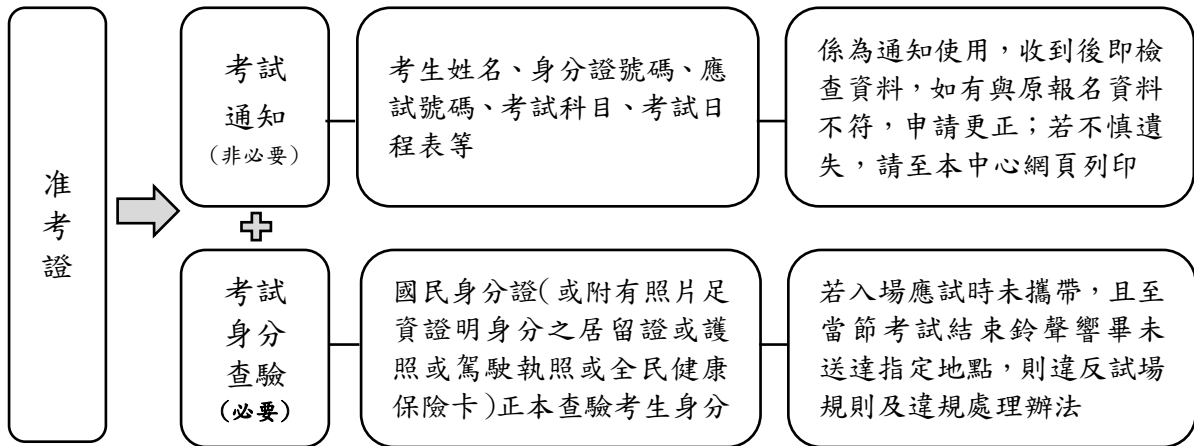 准
考
證
考試
通知
(非必要)
考生姓名、身分證號碼、應
試號碼、考試科目、考試日
程表等
係為通知使用，收到後即檢
查資料，如有與原報名資料
不符，申請更正；若不慎遺
失，請至本中心網頁列印
考試
身分
查驗
(必要)
國民身分證(或附有照片足
資證明身分之居留證或護
照或駕駛執照或全民健康
保險卡)正本查驗考生身分
若入場應試時未攜帶，且至
當節考試結束鈴聲響畢未
送達指定地點，則違反試場
規則及違規處理辦法